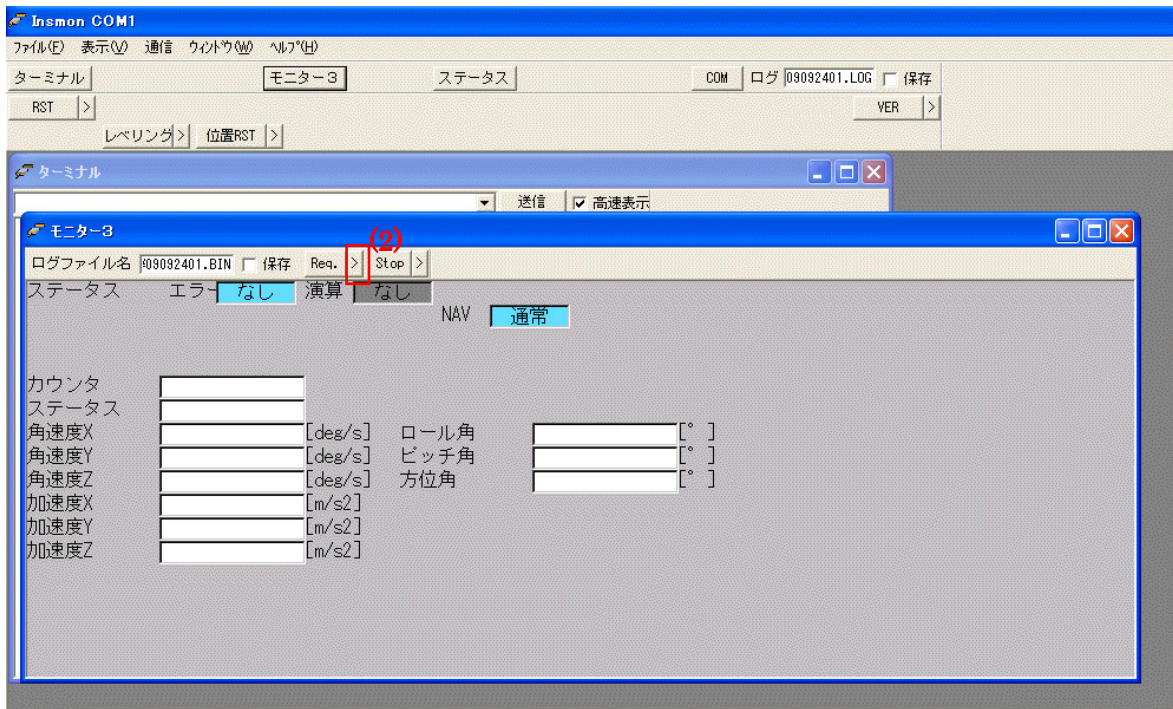 Insmon COM1
ファイル(F) 表示(V) 通信 ウィンドウ(W) ヘルプ(H)
ターミナル モニター3 ステータス COM ログ 09092401.LOG 保存
RST > VER >
レベリング > 位置RST >
ターミナル
送信 高速表示
モニター3
(2)
ログファイル名 09092401.BIN 保存 Req. > Stop >
ステータス エラー なし 演算 なし
NAV 通常
カウンタ
ステータス
角速度X [deg/s] ロール角 [° ]
角速度Y [deg/s] ピッチ角 [° ]
角速度Z [deg/s] 方位角 [° ]
加速度X [m/s2]
加速度Y [m/s2]
加速度Z [m/s2]